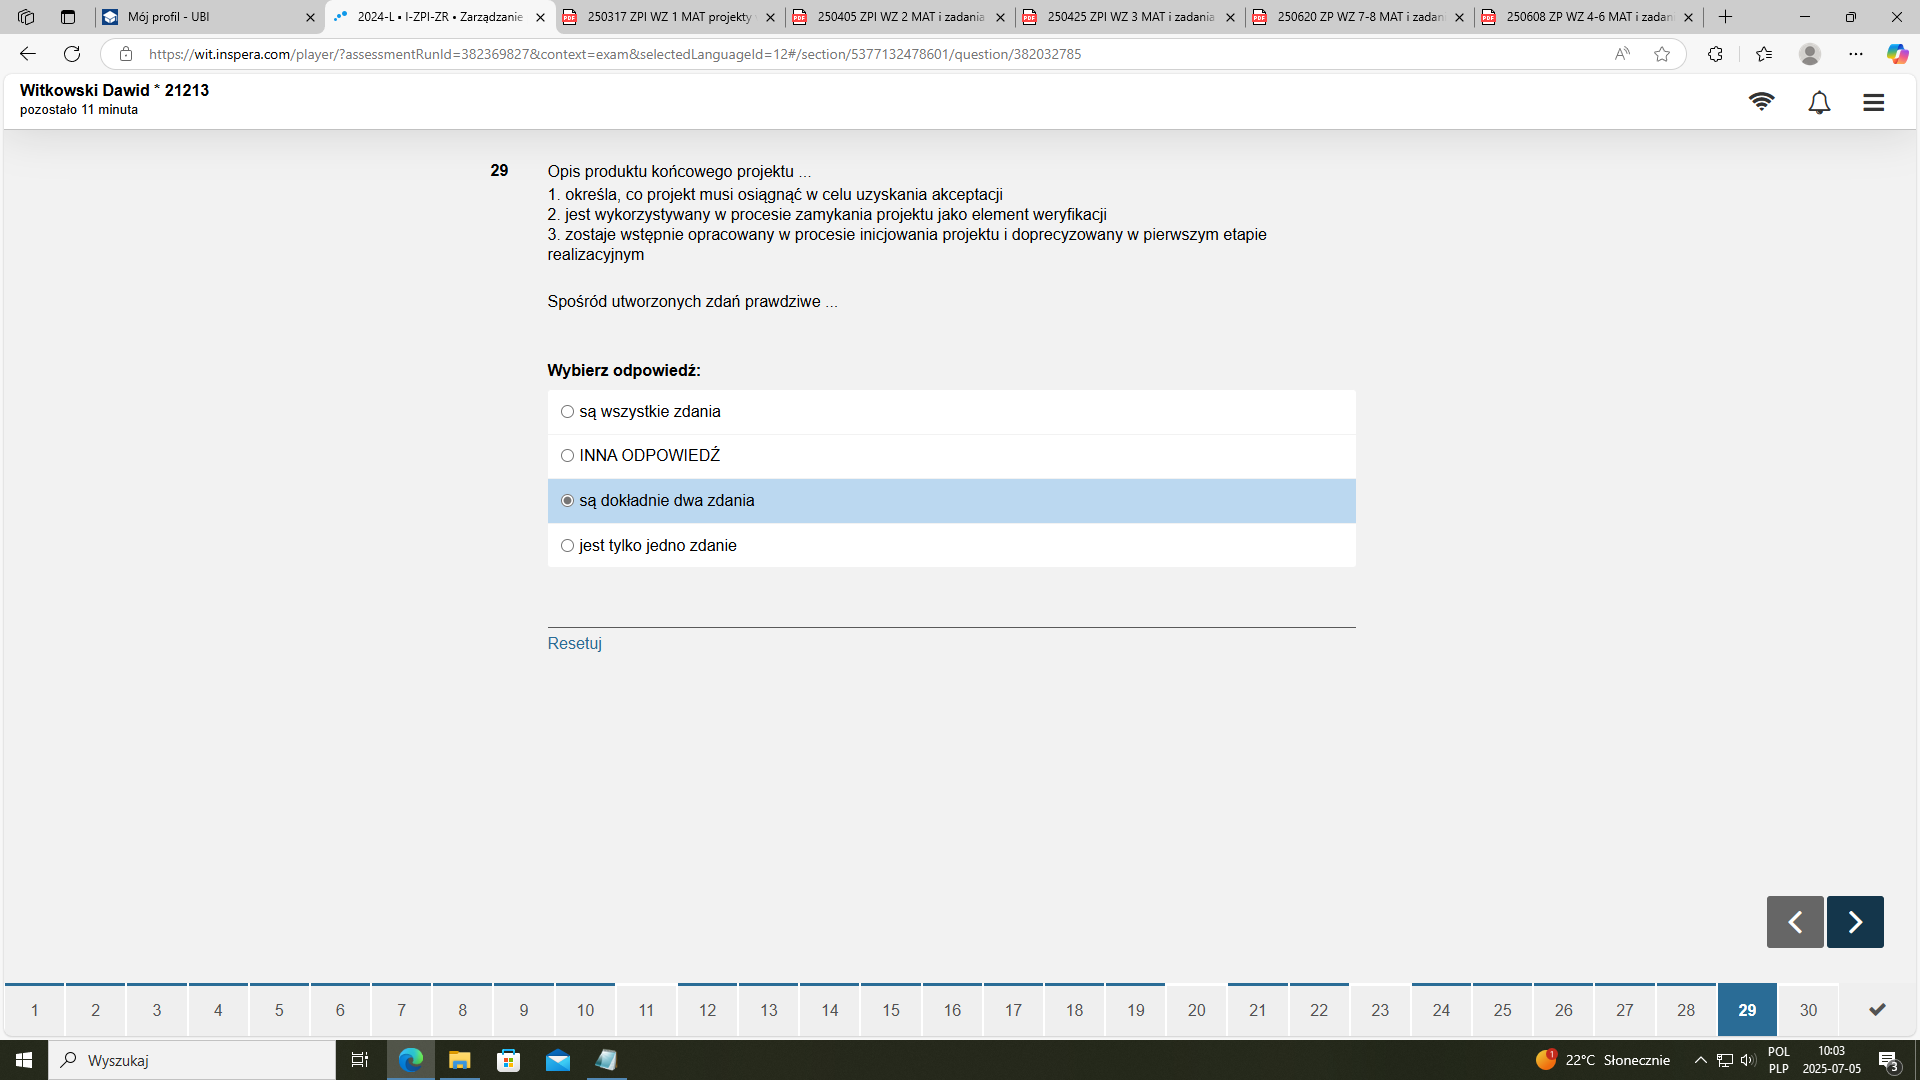 Mój profil - UBI
2024-L • I-ZPI-ZR • Zarządzanie
250317 ZPI WZ 1 MAT projekty
250405 ZPI WZ 2 MAT i zadania
250425 ZPI WZ 3 MAT i zadania
250620 ZP WZ 7-8 MAT i zadan
250608 ZP WZ 4-6 MAT i zadan
https://wit.inspera.com/player/?assessmentRunId=382369827&context=exam&selectedLanguageId=12#/section/5377132478601/question/382032785
Witkowski Dawid * 21213
pozostało 11 minuta
29
Opis produktu końcowego projektu ...
1. określa, co projekt musi osiągnąć w celu uzyskania akceptacji
2. jest wykorzystywany w procesie zamykania projektu jako element weryfikacji
3. zostaje wstępnie opracowany w procesie inicjowania projektu i doprecyzowany w pierwszym etapie
realizacyjnym
Spośród utworzonych zdań prawdziwe ...
Wybierz odpowiedź:
są wszystkie zdania
INNA ODPOWIEDŹ
są dokładnie dwa zdania
jest tylko jedno zdanie
Resetuj
1 2 3 4 5 6 7 8 9 10 11 12 13 14 15 16 17 18 19 20 21 22 23 24 25 26 27 28 29 30
Wyszukaj
1
22°C Słonecznie
POL
PLP
10:03
2025-07-05
3